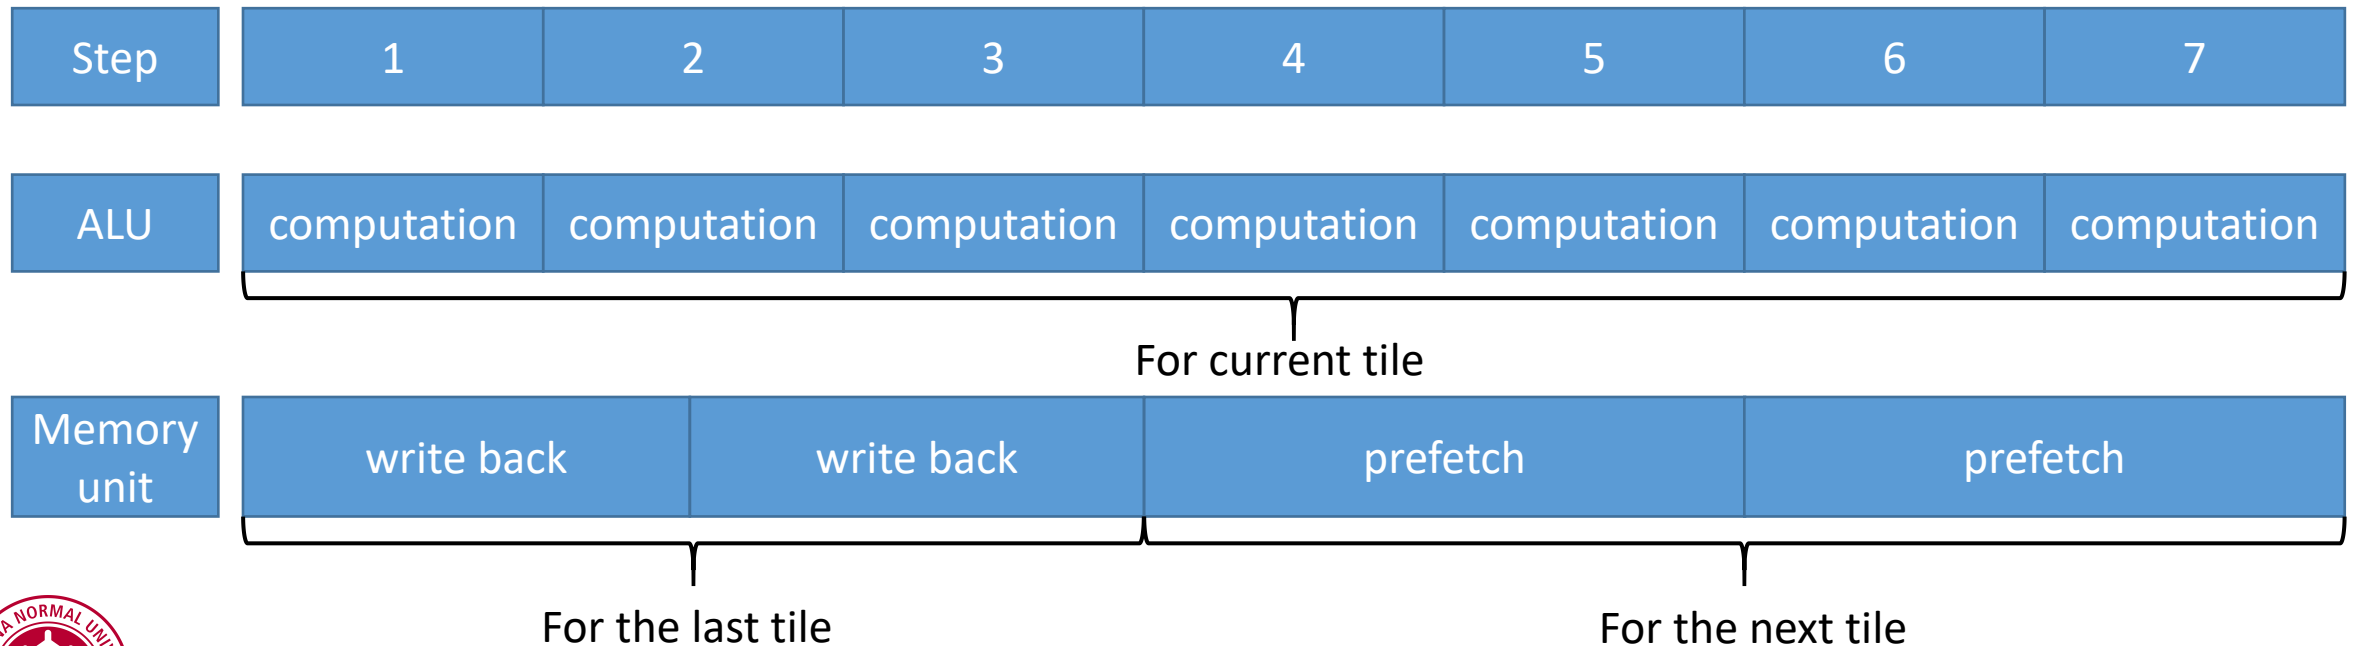 Step 1 2 3 4 5 6 7
ALU computation computation computation computation computation computation computation
For current tile
Memory
unit
write back write back prefetch prefetch
For the last tile
For the next tile
NORMAL